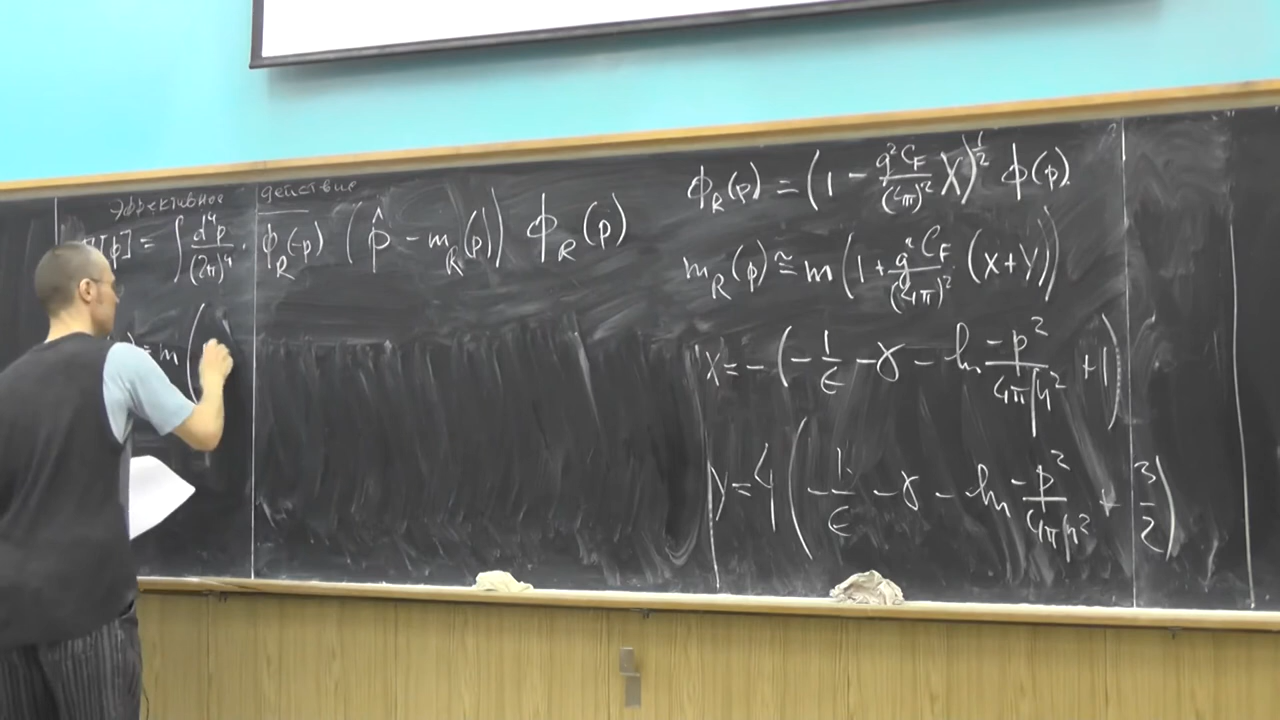 Эффективное действие
Γ[ϕ] = ∫ d⁴p/(2π)⁴ · ϕ_R(-p) (p̂ - m_R(p)) ϕ_R(p)
= m (
ϕ_R(p) = (1 - g²C_F/(4π)² X)^½ ϕ(p).
m_R(p) ≅ m (1 + g²C_F/(4π)² (X+Y))
X = -(-1/ε - γ - ln -p²/4πμ² + 1)
Y = 4 (-1/ε - γ - ln -p²/4πμ² + 3/2)